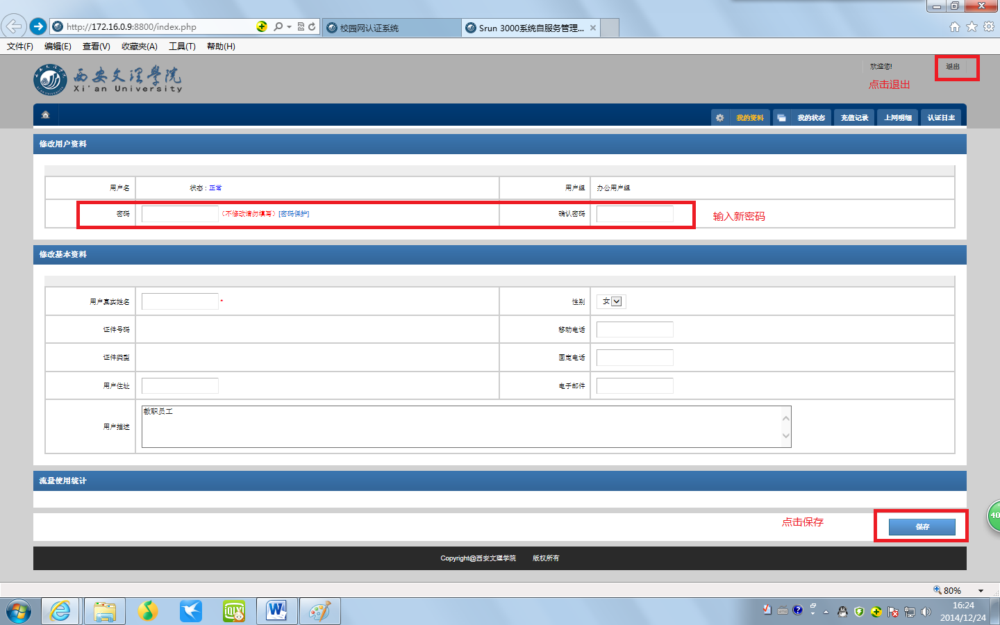 http://172.16.0.9:8800/index.php
校园网认证系统
Srun 3000系统自服务管理...
文件(F) 编辑(E) 查看(V) 收藏夹(A) 工具(T) 帮助(H)
西安文理學院
Xi'an University
欢迎您!
退出
点击退出
我的资料 我的状态 充值记录 上网明细 认证日志
修改用户资料
用户名 状态：正常 用户组 办公用户组
密码 (不修改请勿填写) [密码保护] 确认密码 输入新密码
修改基本资料
用户真实姓名 * 性别 女
证件号码 移动电话
证件类型 固定电话
用户住址 电子邮件
用户描述 教职员工
流量使用统计
点击保存 保存
Copyright@西安文理学院 版权所有
40
80%
16:24
2014/12/24